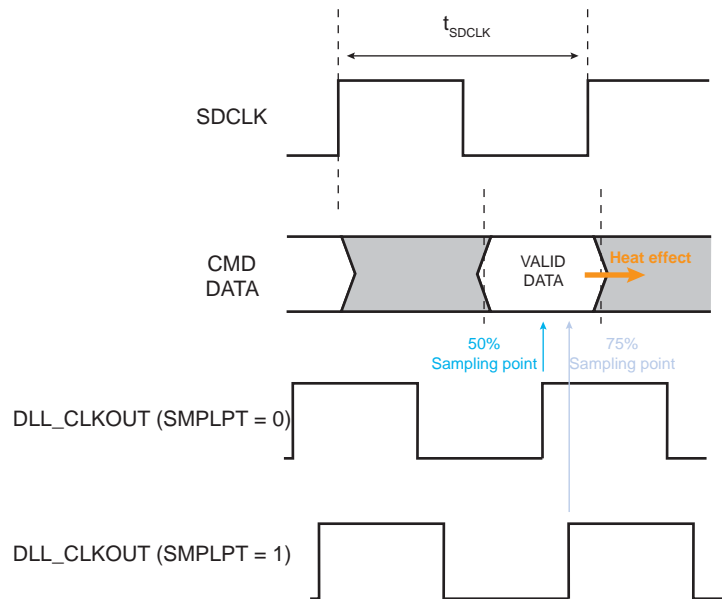 tSDCLK
SDCLK
CMD
DATA
VALID
DATA
Heat effect
50%
Sampling point
75%
Sampling point
DLL_CLKOUT (SMPLPT = 0)
DLL_CLKOUT (SMPLPT = 1)